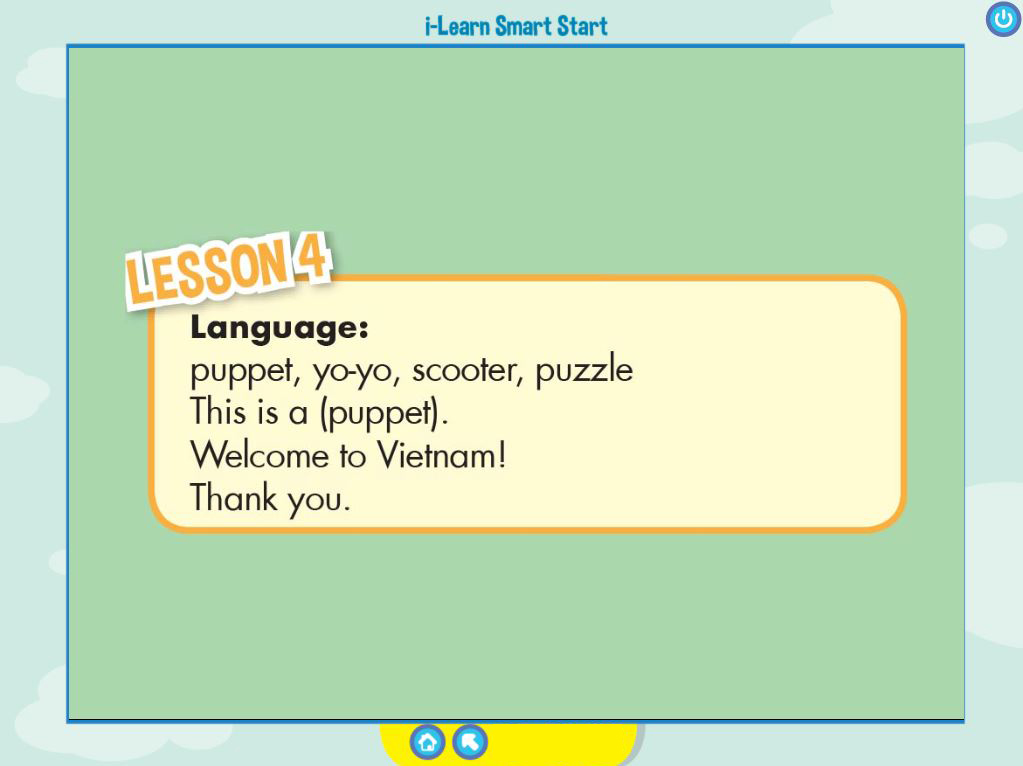 i-Learn Smart Start
LESSON 4
Language:
puppet, yo-yo, scooter, puzzle
This is a (puppet).
Welcome to Vietnam!
Thank you.